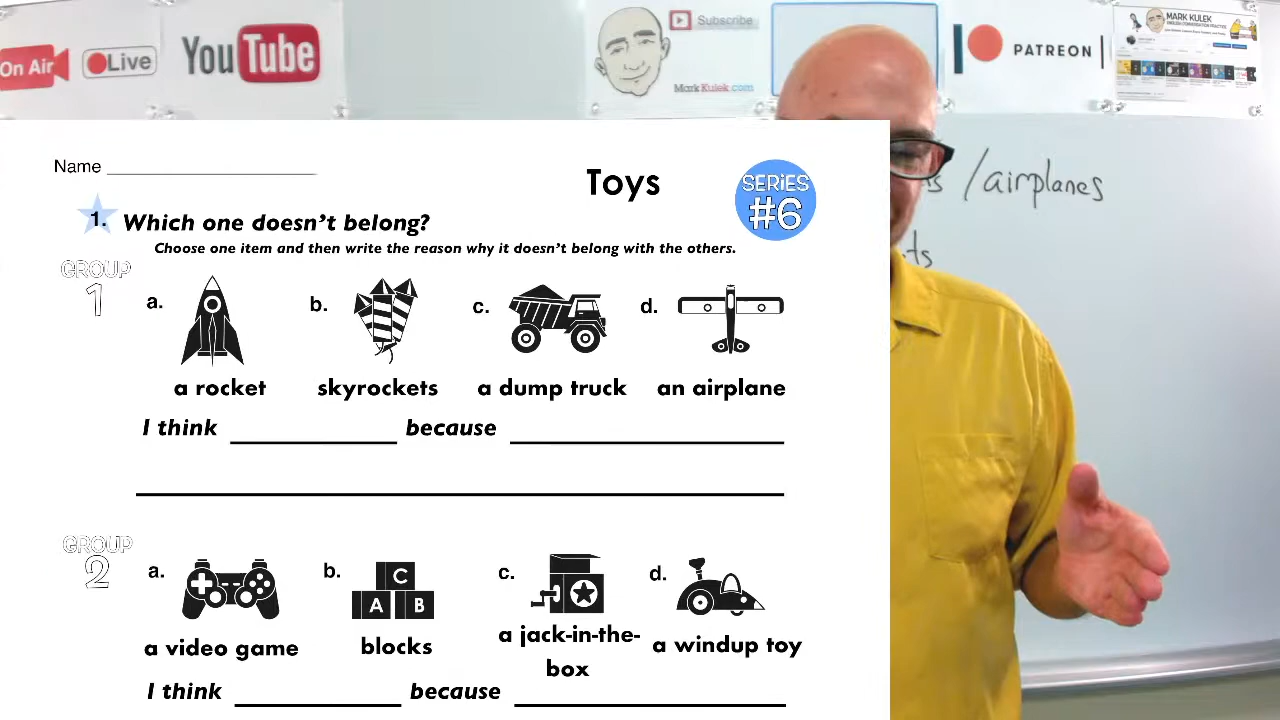 On Air
Live
YouTube
Subscribe
MarkKulek.com
PATREON
MARK KULEK
/airplanes
Name
Toys
SERiES
#6
1. Which one doesn't belong?
Choose one item and then write the reason why it doesn't belong with the others.
GROUP
1
a. b. c. d.
a rocket skyrockets a dump truck an airplane
I think because
GROUP
2
a. b. c. d.
C
A B
a video game blocks a jack-in-the-box a windup toy
I think because